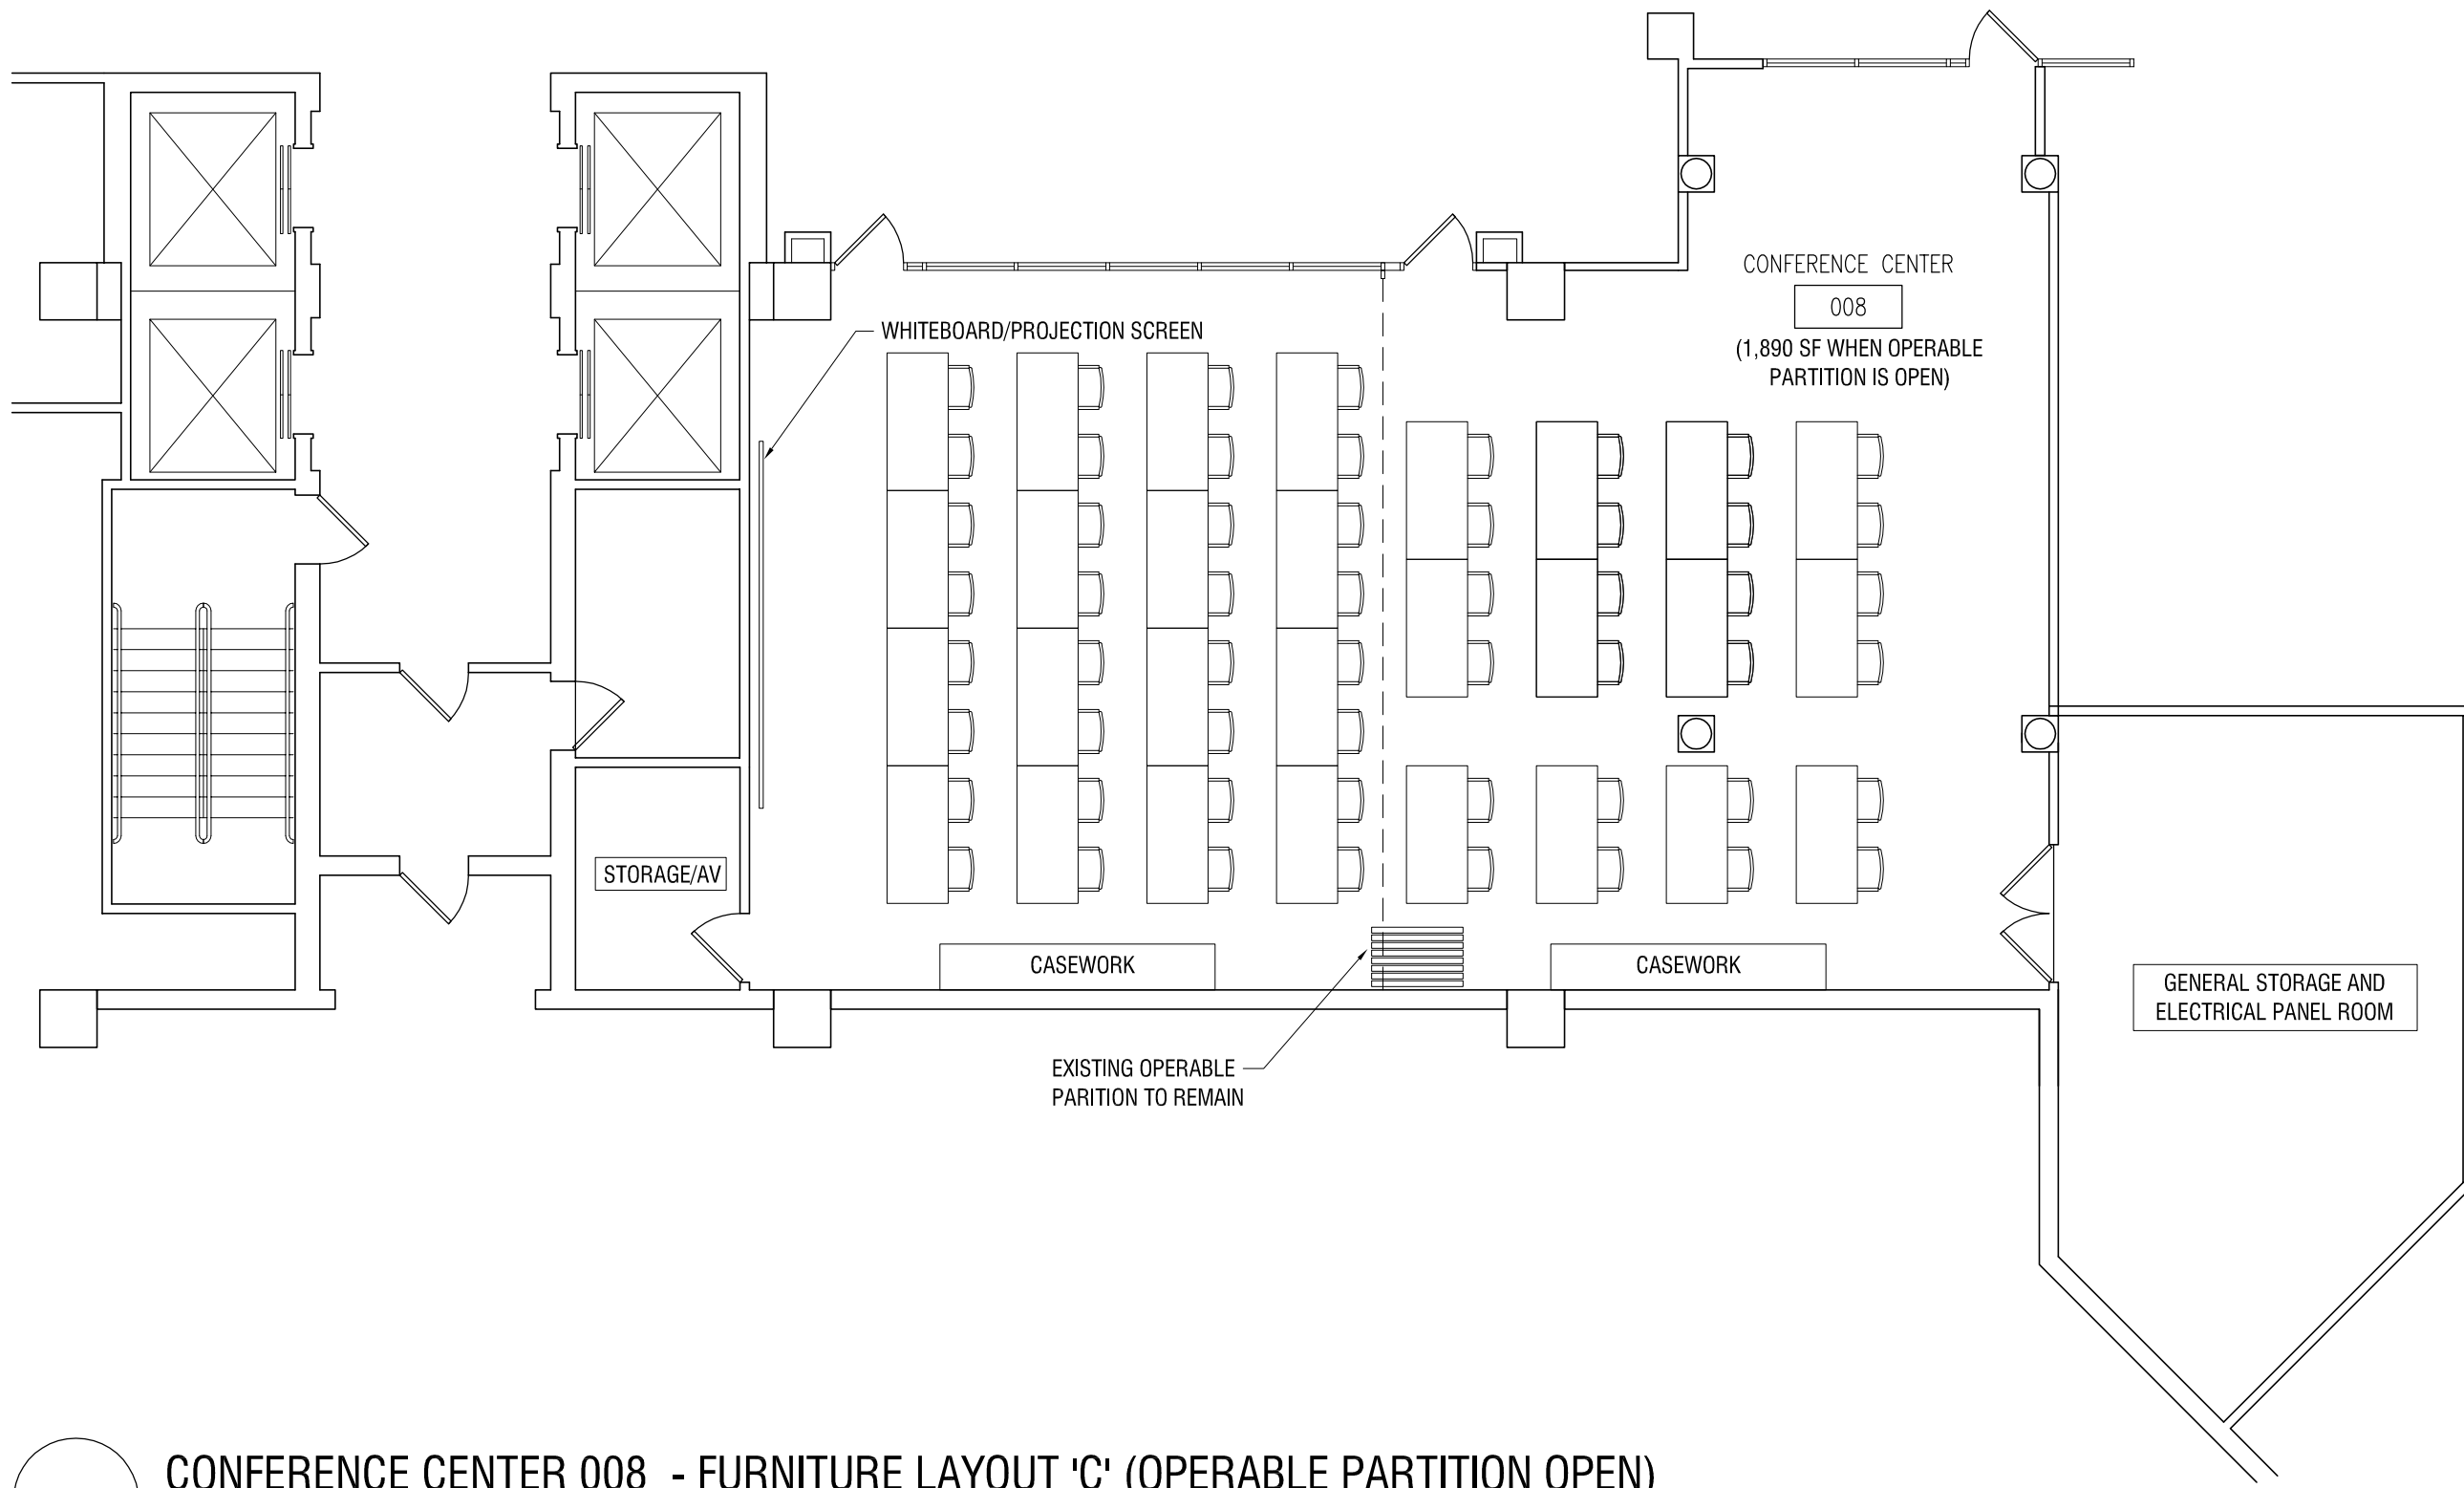 CONFERENCE CENTER
008
(1,890 SF WHEN OPERABLE
PARTITION IS OPEN)
WHITEBOARD/PROJECTION SCREEN
STORAGE/AV
CASEWORK
CASEWORK
GENERAL STORAGE AND
ELECTRICAL PANEL ROOM
EXISTING OPERABLE
PARITION TO REMAIN
CONFERENCE CENTER 008 - FURNITURE LAYOUT 'C' (OPERABLE PARTITION OPEN)